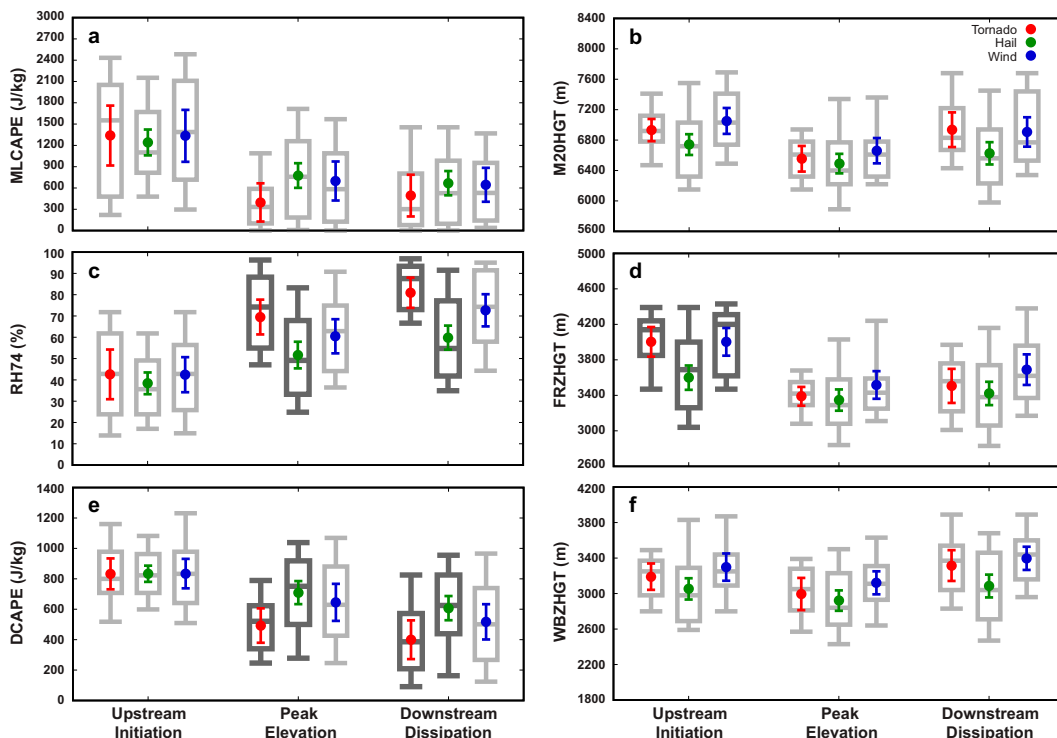 a
MLCAPE (J/kg)
3000
2700
2400
2100
1800
1500
1200
900
600
300
0
b
Tornado
Hail
Wind
M20HGT (m)
8000
7600
7200
6800
6400
6000
5600
c
RH74 (%)
100
90
80
70
60
50
40
30
20
10
0
d
FRZHGT (m)
5000
4600
4200
3800
3400
3000
2600
e
DCAPE (J/kg)
1400
1200
1000
800
600
400
200
0
Upstream
Initiation
Peak
Elevation
Downstream
Dissipation
f
WBZHGT (m)
4200
3800
3400
3000
2600
2200
1800
Upstream
Initiation
Peak
Elevation
Downstream
Dissipation